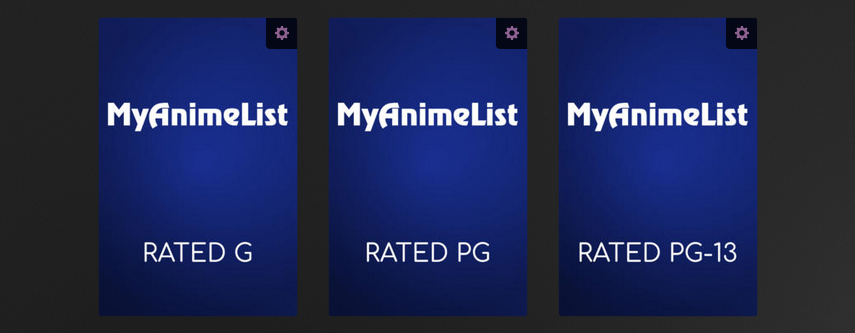 MyAnimeList
RATED G
MyAnimeList
RATED PG
MyAnimeList
RATED PG-13